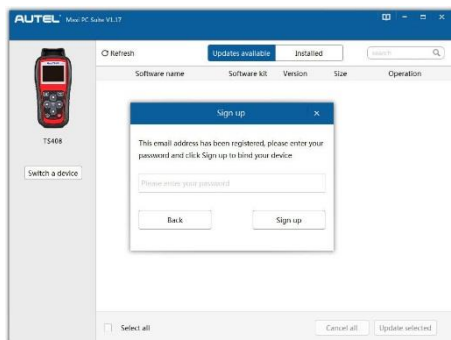 AUTEL Maxi PC Suite V1.17
Refresh
Updates available
Installed
search
Software name Software kit Version Size Operation
TS408
Switch a device
Sign up
This email address has been registered, please enter your
password and click Sign up to bind your device
Please enter your password
Back
Sign up
Select all
Cancel all
Update selected